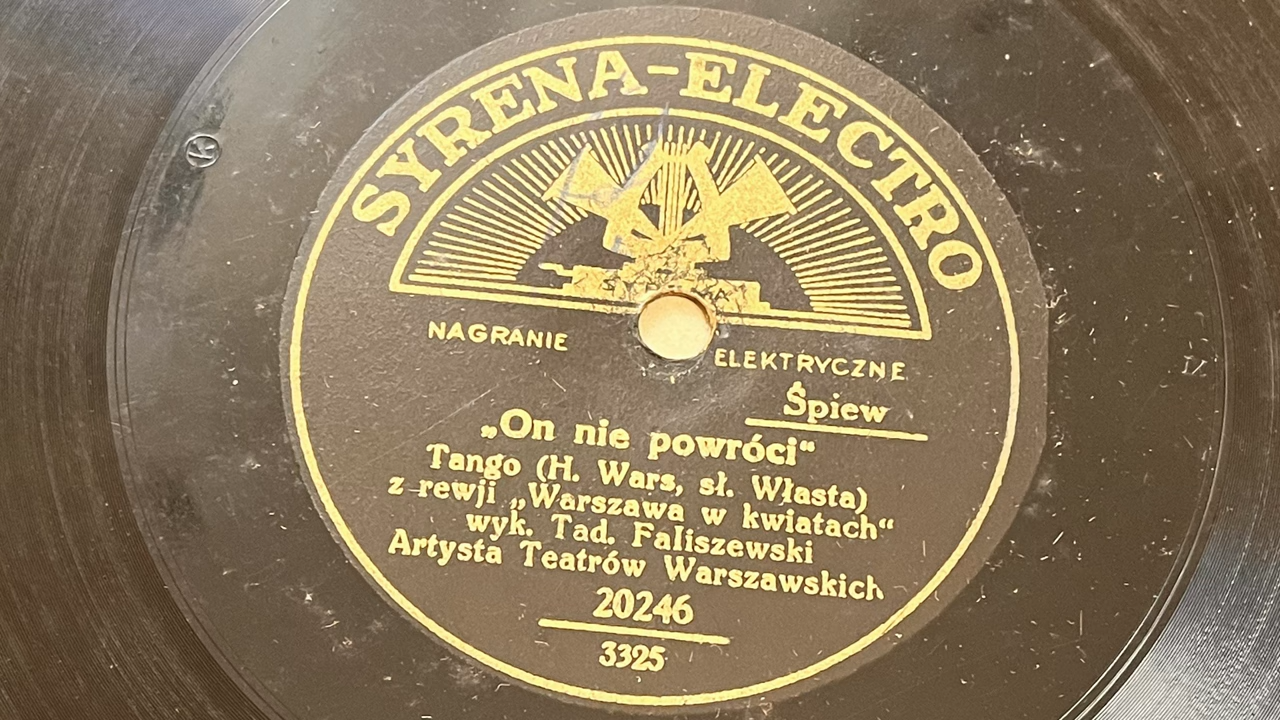 SYRENA-ELECTRO
NAGRANIE ELEKTRYCZNE
Śpiew
„On nie powróci“
Tango (H. Wars, sł. Własta)
z rewji „Warszawa w kwiatach“
wyk. Tad. Faliszewski
Artysta Teatrów Warszawskich
20246
3325
K